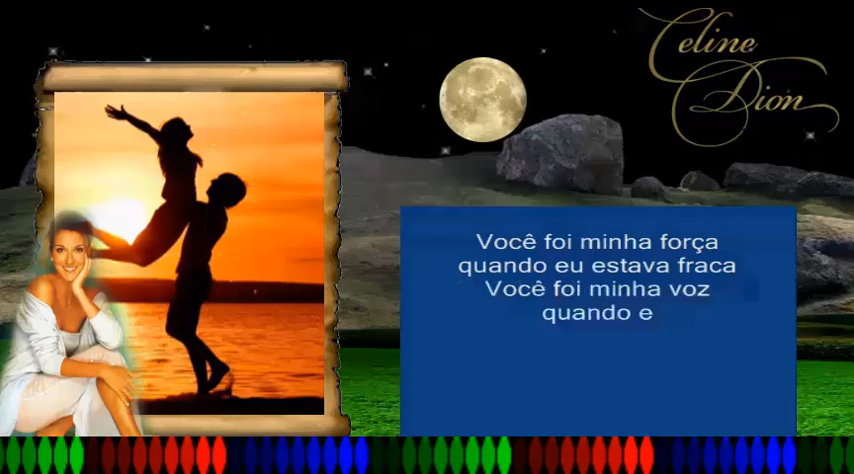 Celine
Dion
Você foi minha força
quando eu estava fraca
Você foi minha voz
quando e